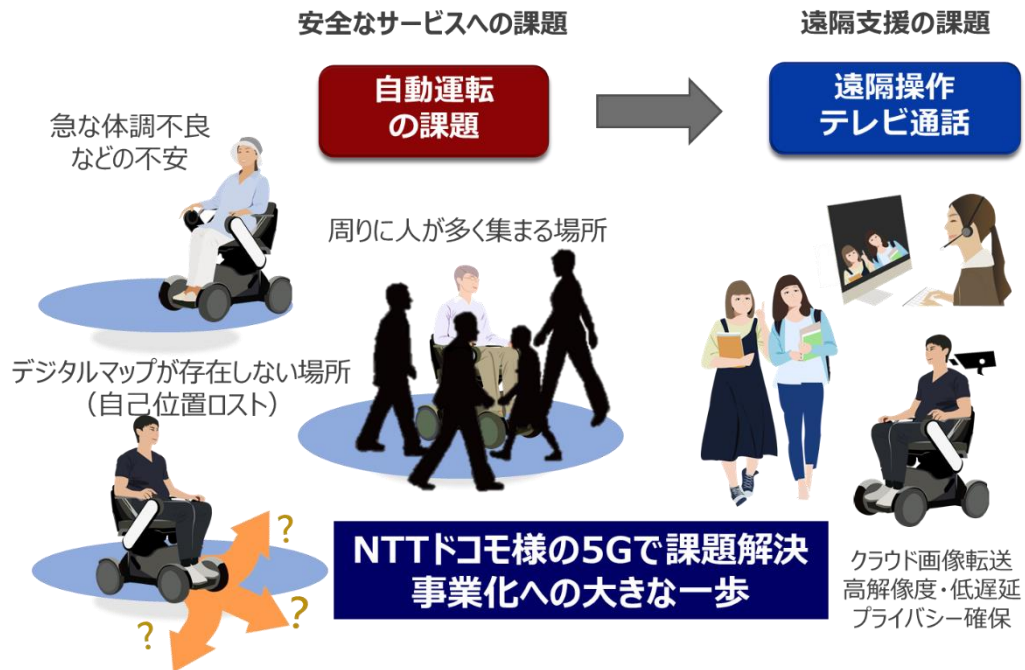 安全なサービスへの課題
遠隔支援の課題
自動運転
の課題
遠隔操作
テレビ通話
急な体調不良
などの不安
周りに人が多く集まる場所
デジタルマップが存在しない場所
（自己位置ロスト）
?
?
?
NTTドコモ様の5Gで課題解決
事業化への大きな一歩
クラウド画像転送
高解像度・低遅延
プライバシー確保